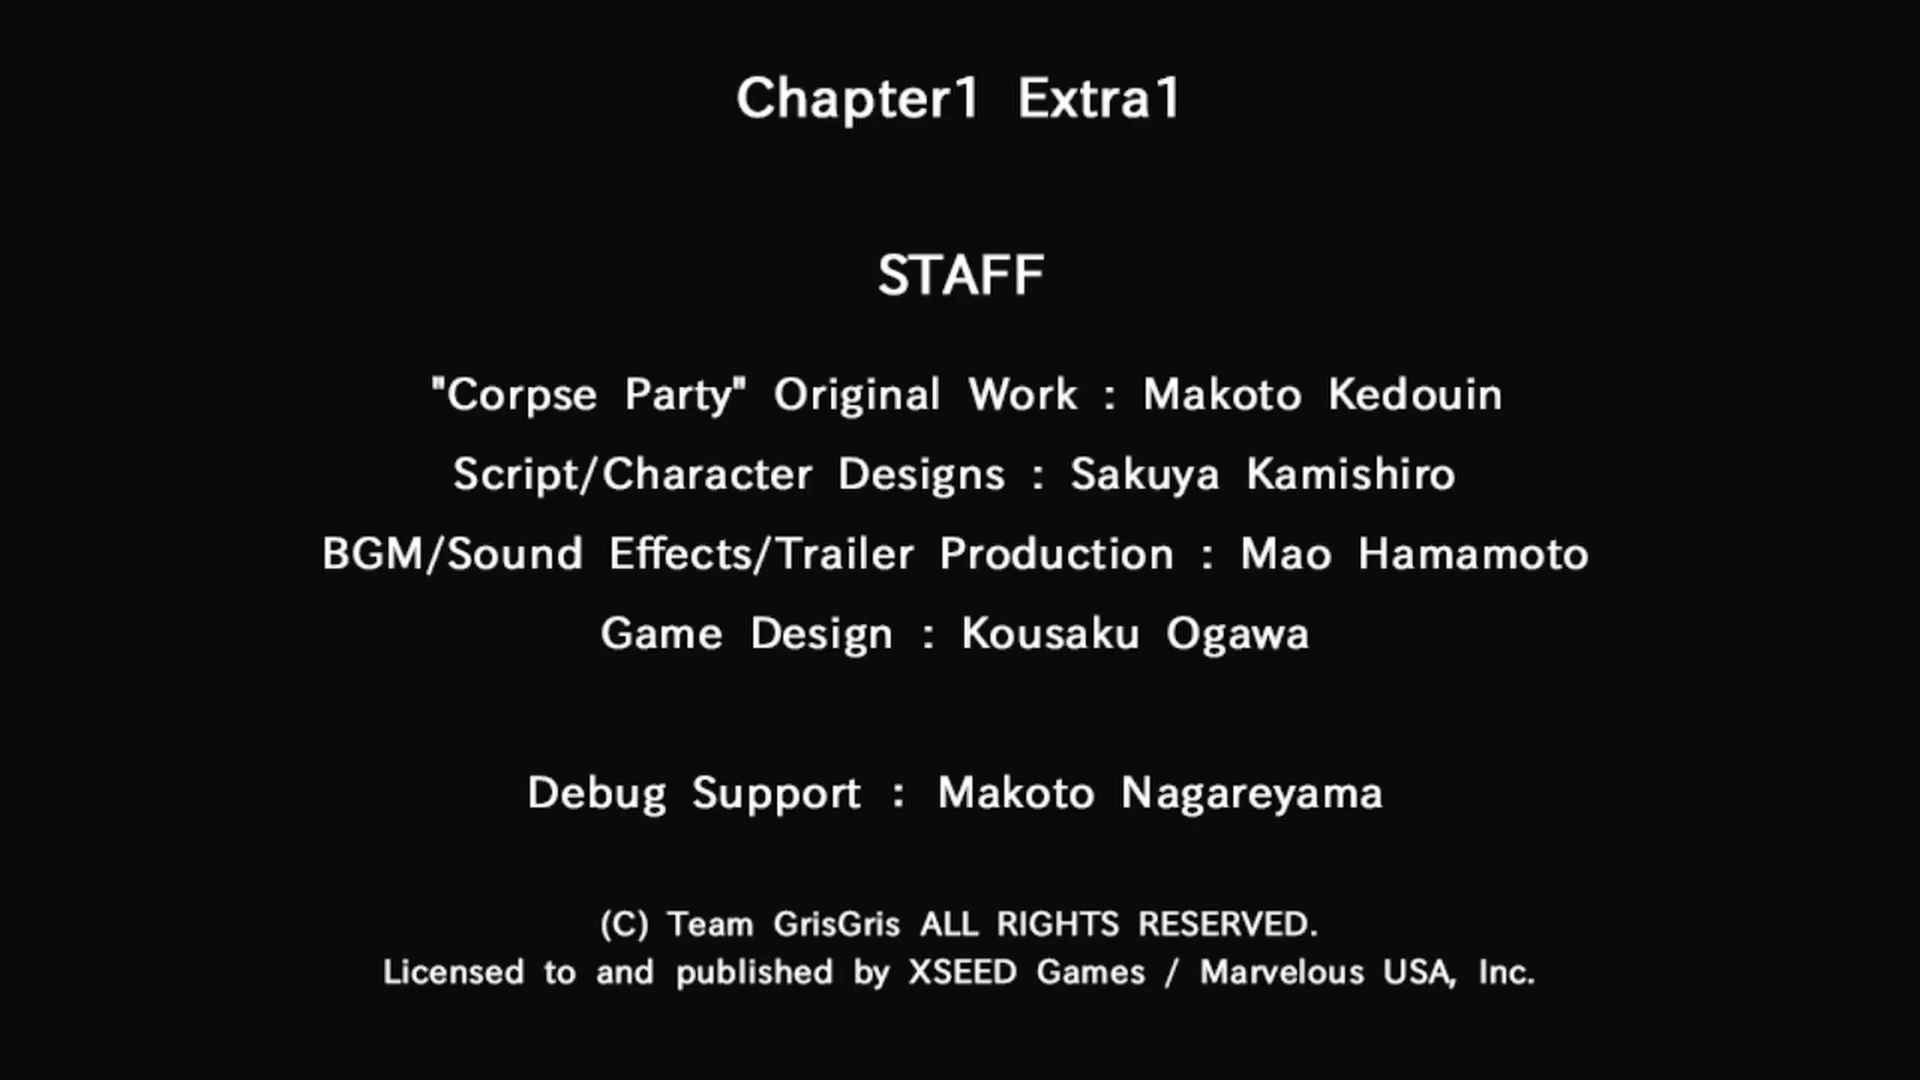 Chapter1 Extra1
STAFF
"Corpse Party" Original Work : Makoto Kedouin
Script/Character Designs : Sakuya Kamishiro
BGM/Sound Effects/Trailer Production : Mao Hamamoto
Game Design : Kousaku Ogawa
Debug Support : Makoto Nagareyama
(C) Team GrisGris ALL RIGHTS RESERVED.
Licensed to and published by XSEED Games / Marvelous USA, Inc.